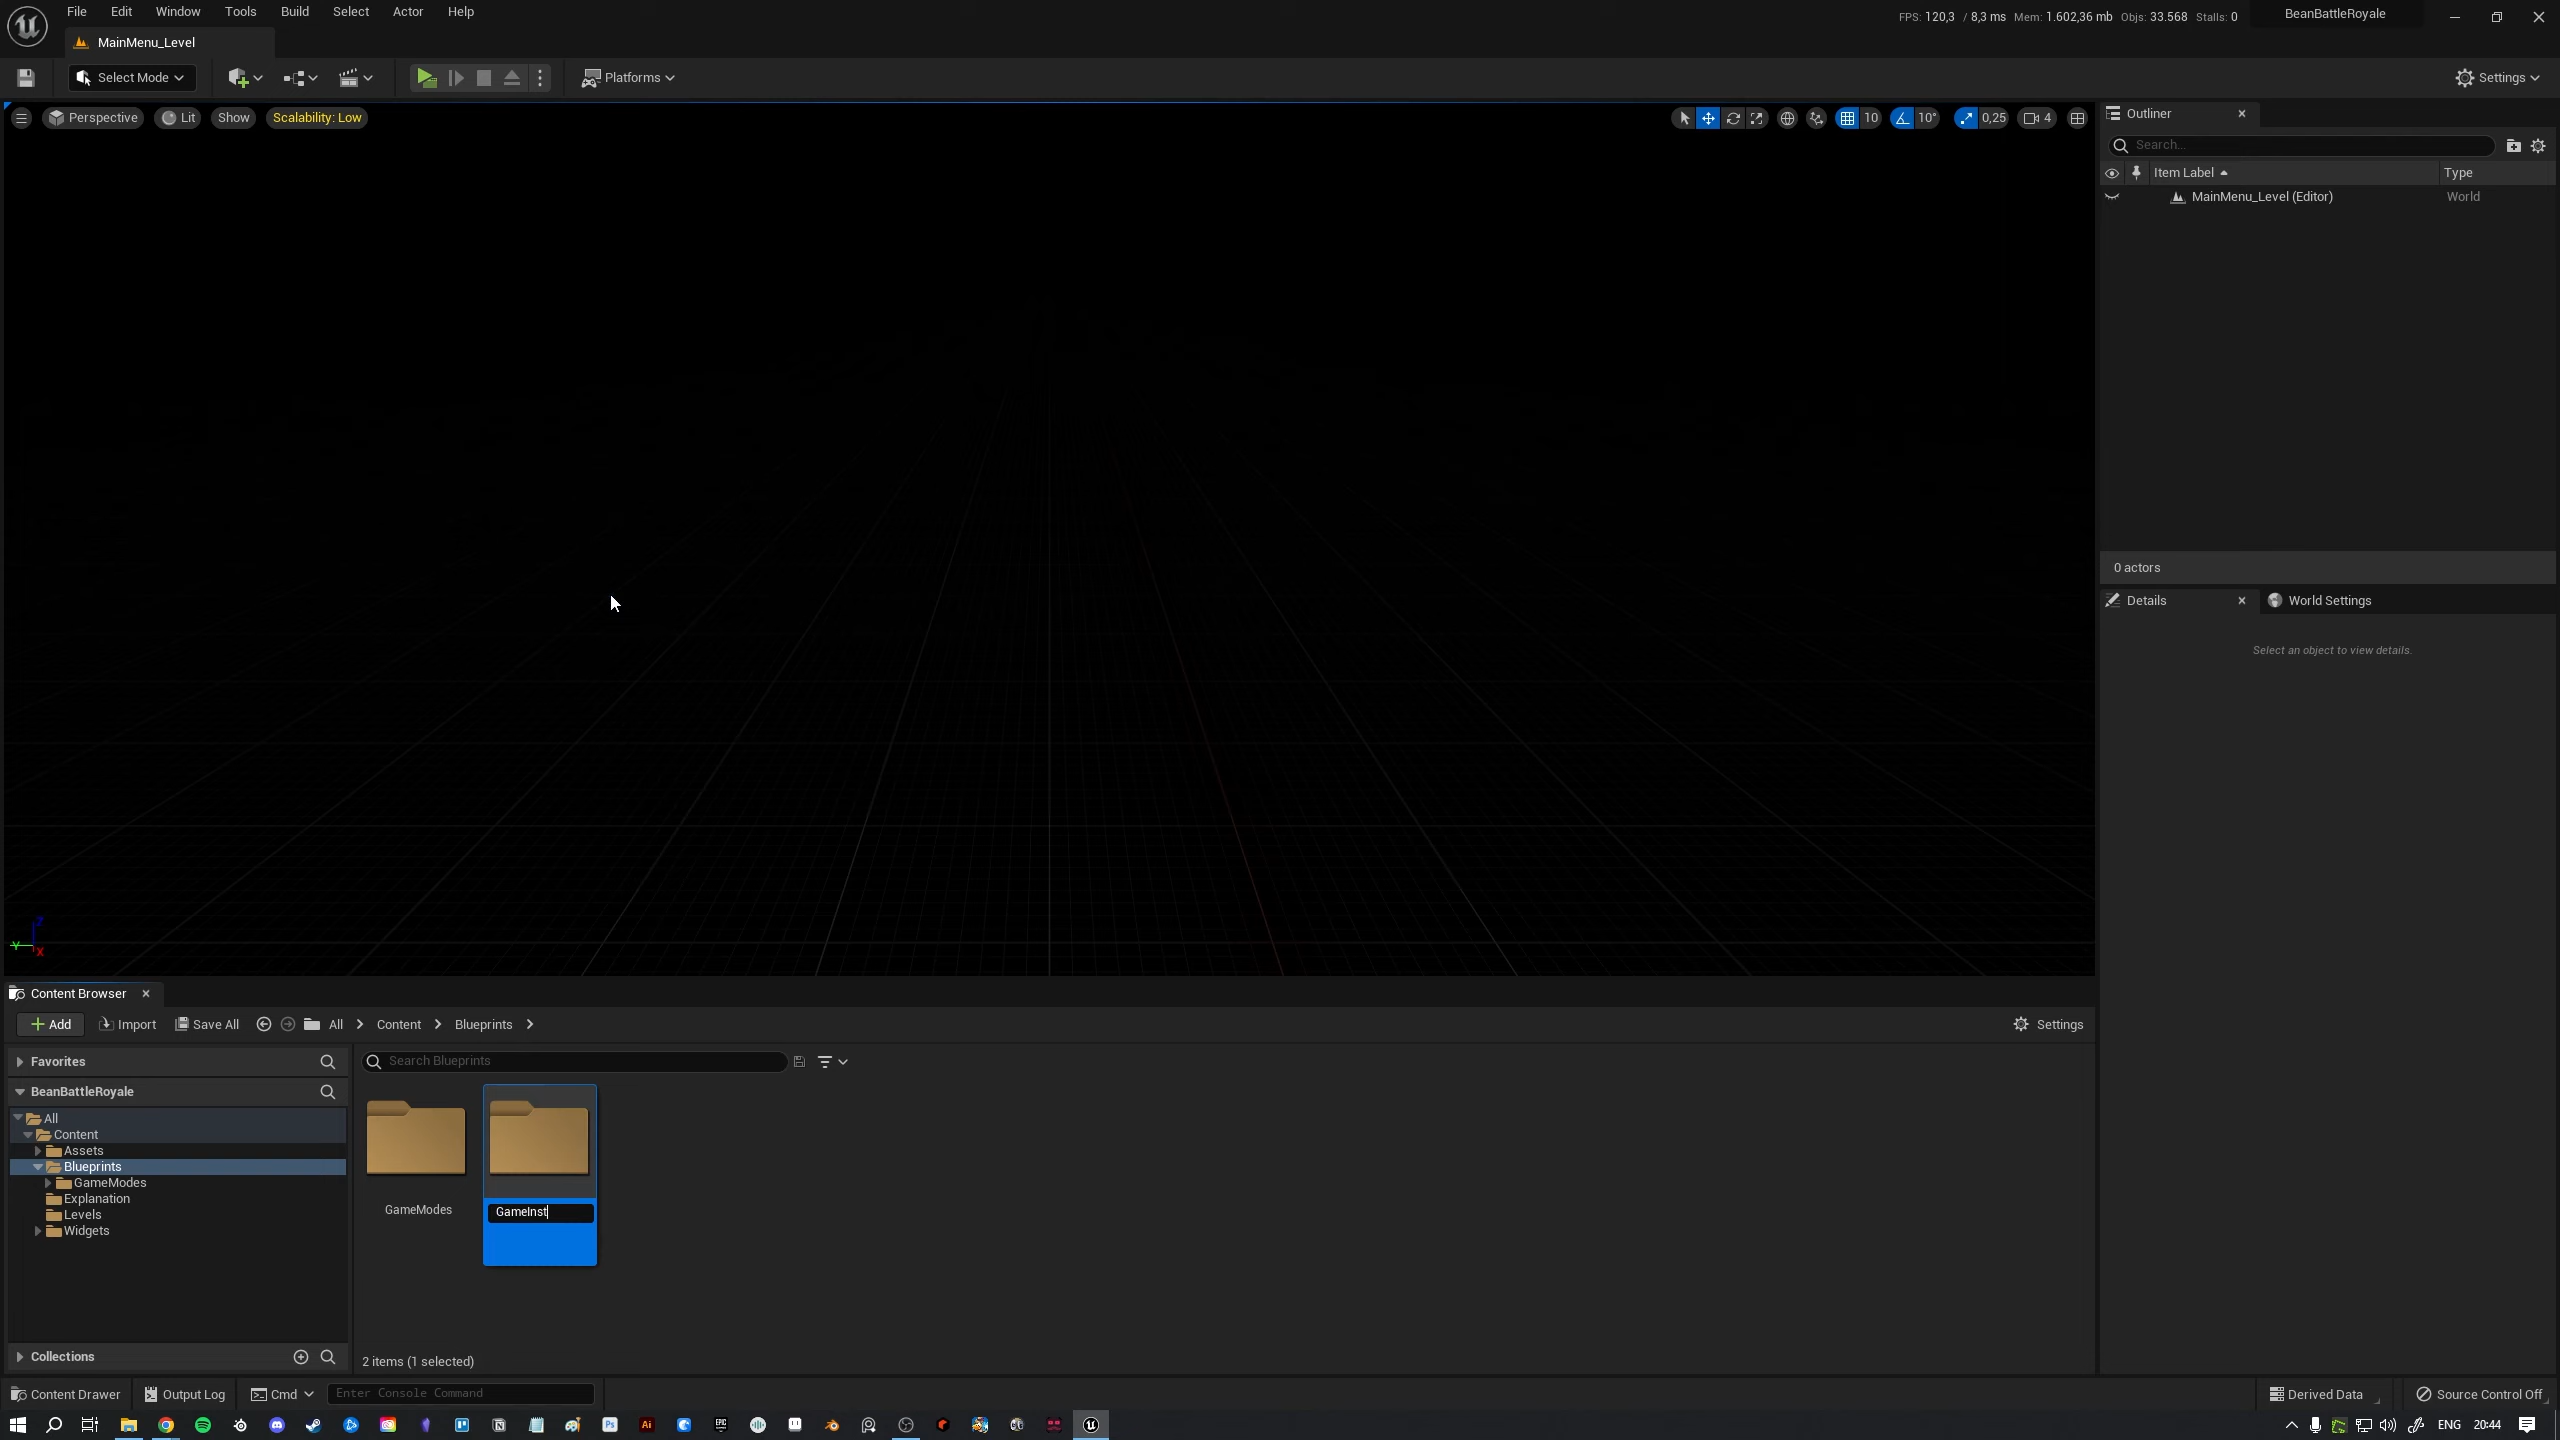 File Edit Window Tools Build Select Actor Help
FPS: 120,3 / 8,3 ms Mem: 1.602,36 mb Objs: 33.568 Stalls: 0
BeanBattleRoyale
MainMenu_Level
Select Mode
Platforms
Settings
Perspective
Lit
Show
Scalability: Low
10
10°
0,25
4
Outliner
Search...
Item Label
Type
MainMenu_Level (Editor)
World
0 actors
Details
World Settings
Select an object to view details.
Z
Y
X
Content Browser
Add
Import
Save All
All
Content
Blueprints
Settings
Favorites
Search Blueprints
BeanBattleRoyale
All
Content
Assets
Blueprints
GameModes
Explanation
Levels
Widgets
GameModes
GameInst
Collections
2 items (1 selected)
Content Drawer
Output Log
Cmd
Enter Console Command
Derived Data
Source Control Off
Ps
Ai
EPIC
ENG
20:44